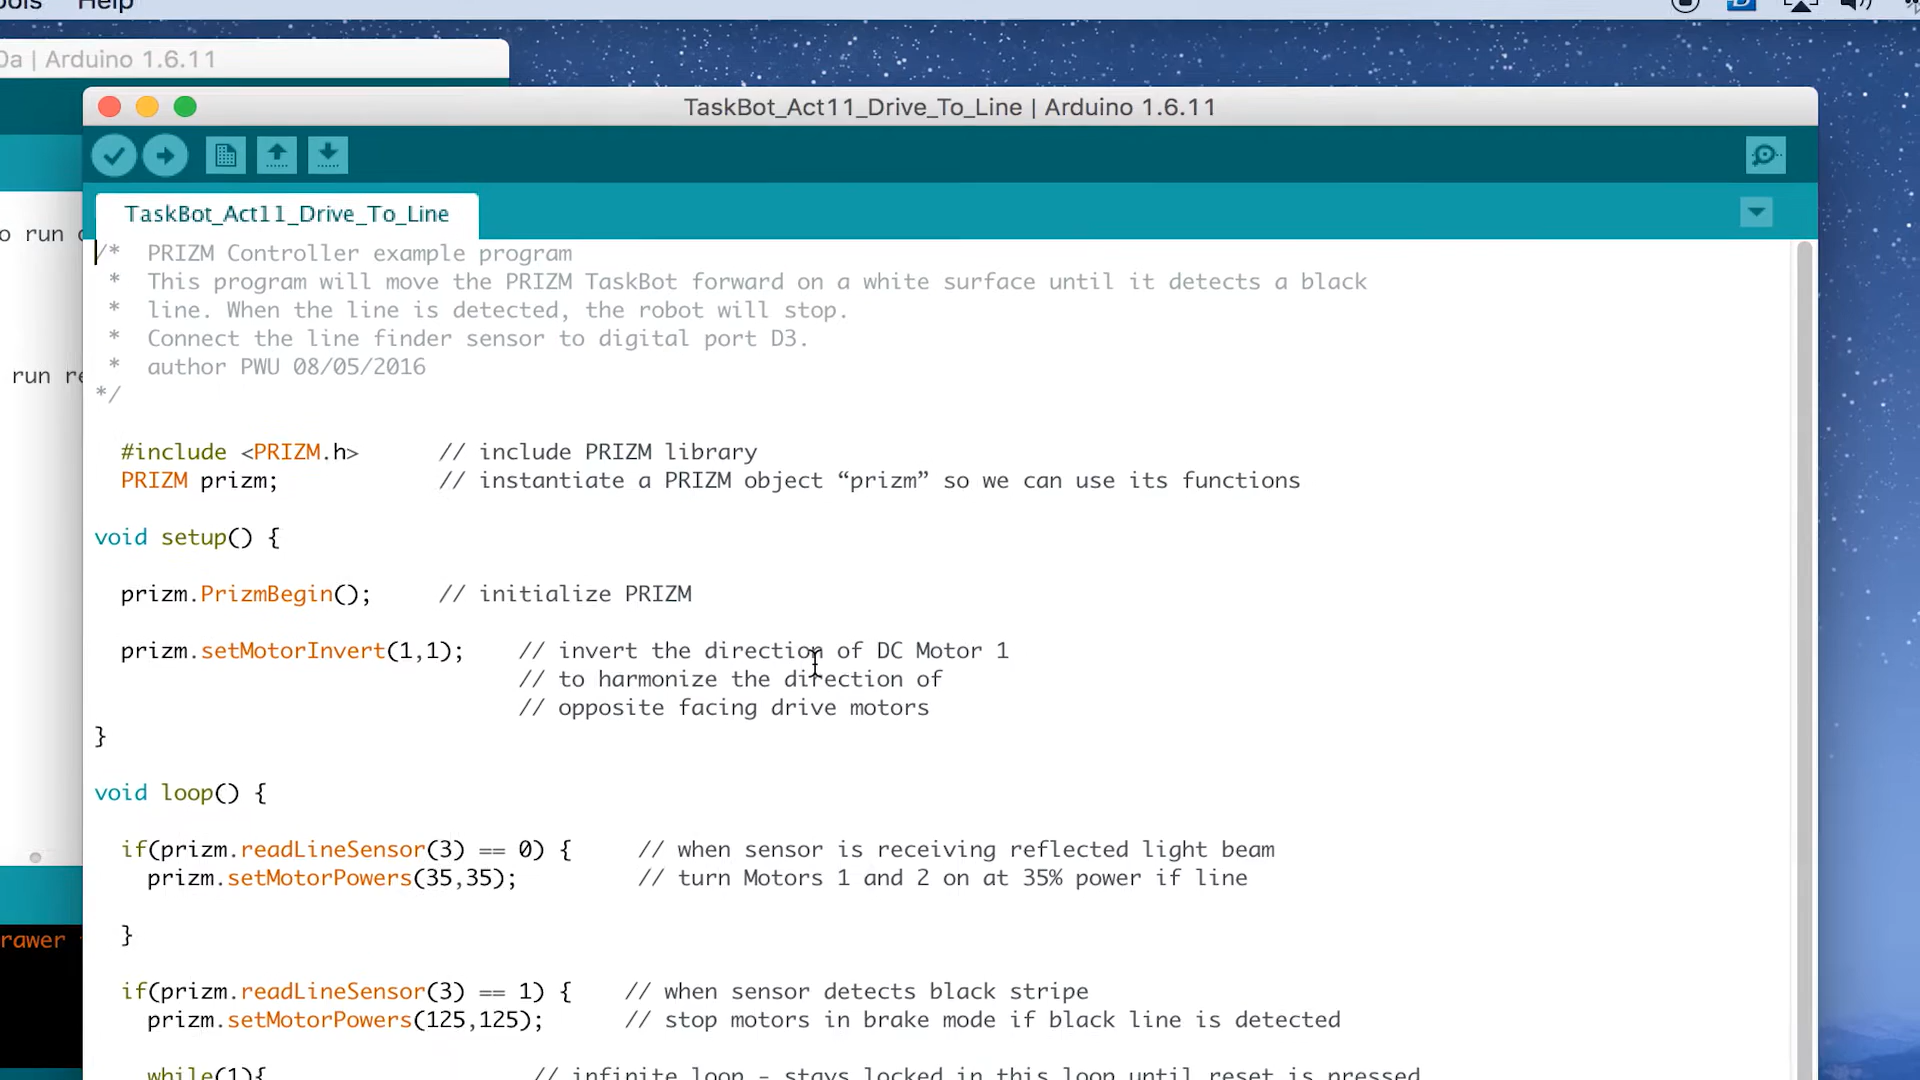 Help
0a | Arduino 1.6.11
TaskBot_Act11_Drive_To_Line | Arduino 1.6.11
TaskBot_Act11_Drive_To_Line
o run
run re
rawer
/*  PRIZM Controller example program
 *  This program will move the PRIZM TaskBot forward on a white surface until it detects a black
 *  line. When the line is detected, the robot will stop.
 *  Connect the line finder sensor to digital port D3.
 *  author PWU 08/05/2016
*/
#include <PRIZM.h>      // include PRIZM library
PRIZM prizm;            // instantiate a PRIZM object “prizm” so we can use its functions
void setup() {
prizm.PrizmBegin();     // initialize PRIZM
prizm.setMotorInvert(1,1);    // invert the direction of DC Motor 1
// to harmonize the direction of
// opposite facing drive motors
}
void loop() {
if(prizm.readLineSensor(3) == 0) {     // when sensor is receiving reflected light beam
prizm.setMotorPowers(35,35);         // turn Motors 1 and 2 on at 35% power if line
}
if(prizm.readLineSensor(3) == 1) {    // when sensor detects black stripe
prizm.setMotorPowers(125,125);      // stop motors in brake mode if black line is detected
while(1){                    // infinite loop - stays locked in this loop until reset is pressed